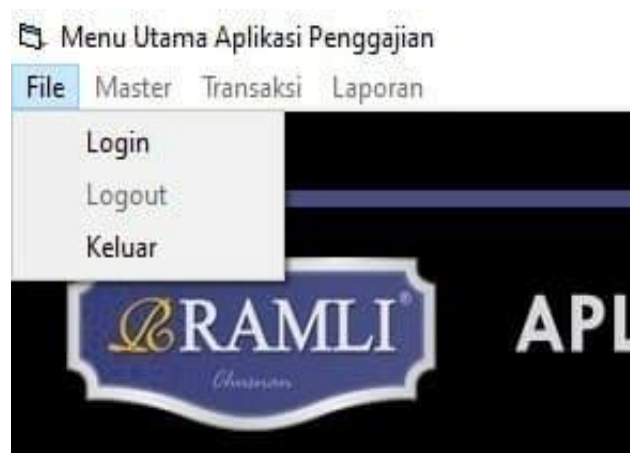 Menu Utama Aplikasi Penggajian
File Master Transaksi Laporan
Login
Logout
Keluar
RAMLI®
APL